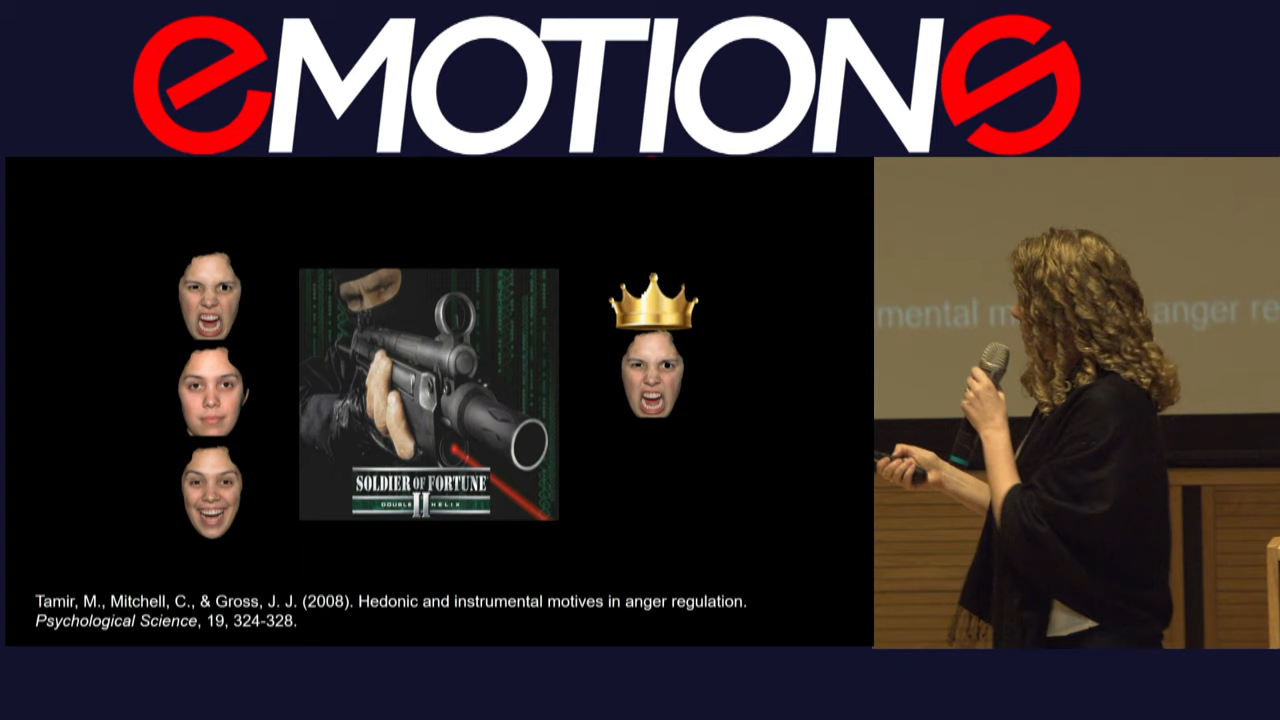 eMOTIONS
SOLDIER OF FORTUNE
II
DOUBLE HELIX
Tamir, M., Mitchell, C., & Gross, J. J. (2008). Hedonic and instrumental motives in anger regulation.
Psychological Science, 19, 324-328.
mental m
anger re